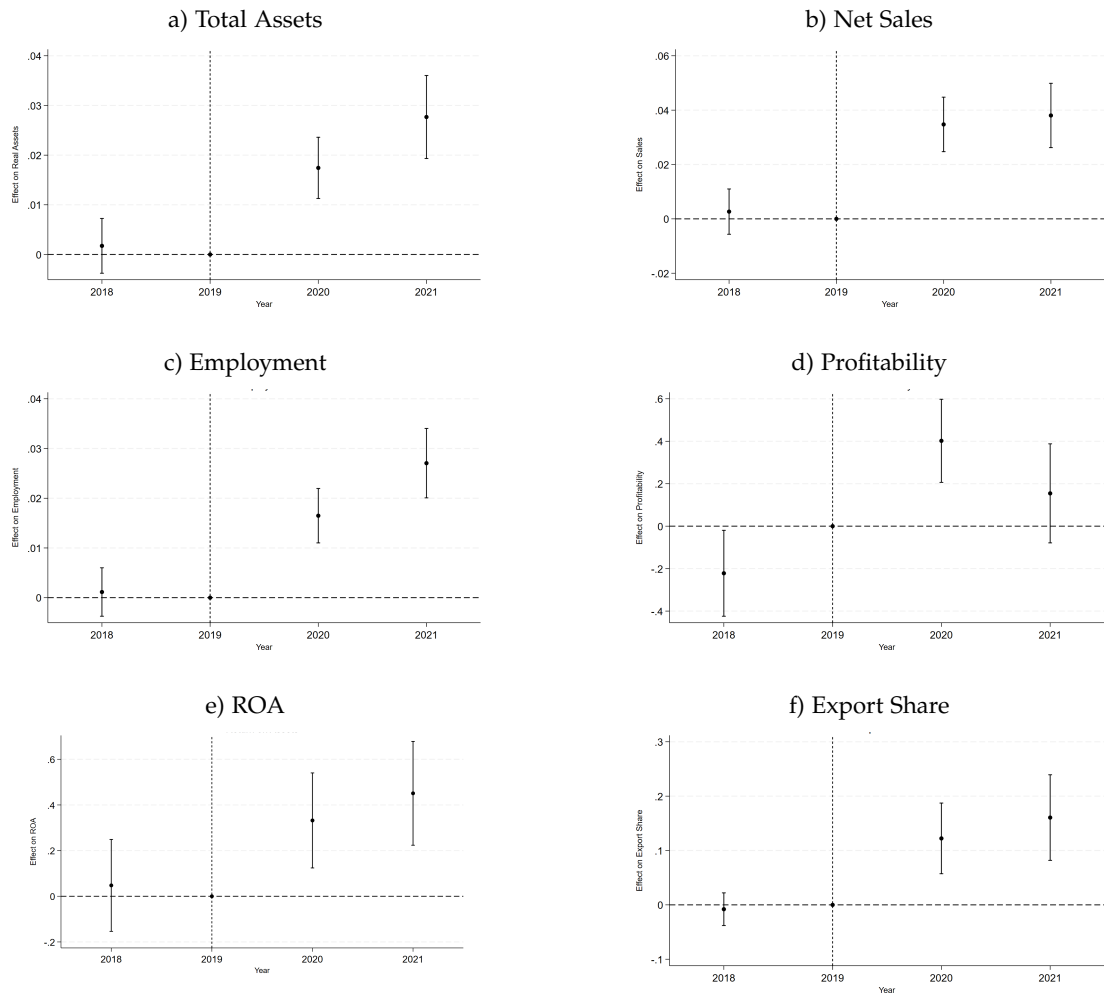 a) Total Assets
.04
.03
.02
.01
0
Effect on Real Assets
2018 2019 2020 2021
Year
b) Net Sales
.06
.04
.02
0
-.02
Effect on Sales
2018 2019 2020 2021
Year
c) Employment
.04
.03
.02
.01
0
Effect on Employment
2018 2019 2020 2021
Year
d) Profitability
.6
.4
.2
0
-.2
-.4
Effect on Profitability
2018 2019 2020 2021
Year
e) ROA
.6
.4
.2
0
-.2
Effect on ROA
2018 2019 2020 2021
Year
f) Export Share
.3
.2
.1
0
-.1
Effect on Export Share
2018 2019 2020 2021
Year